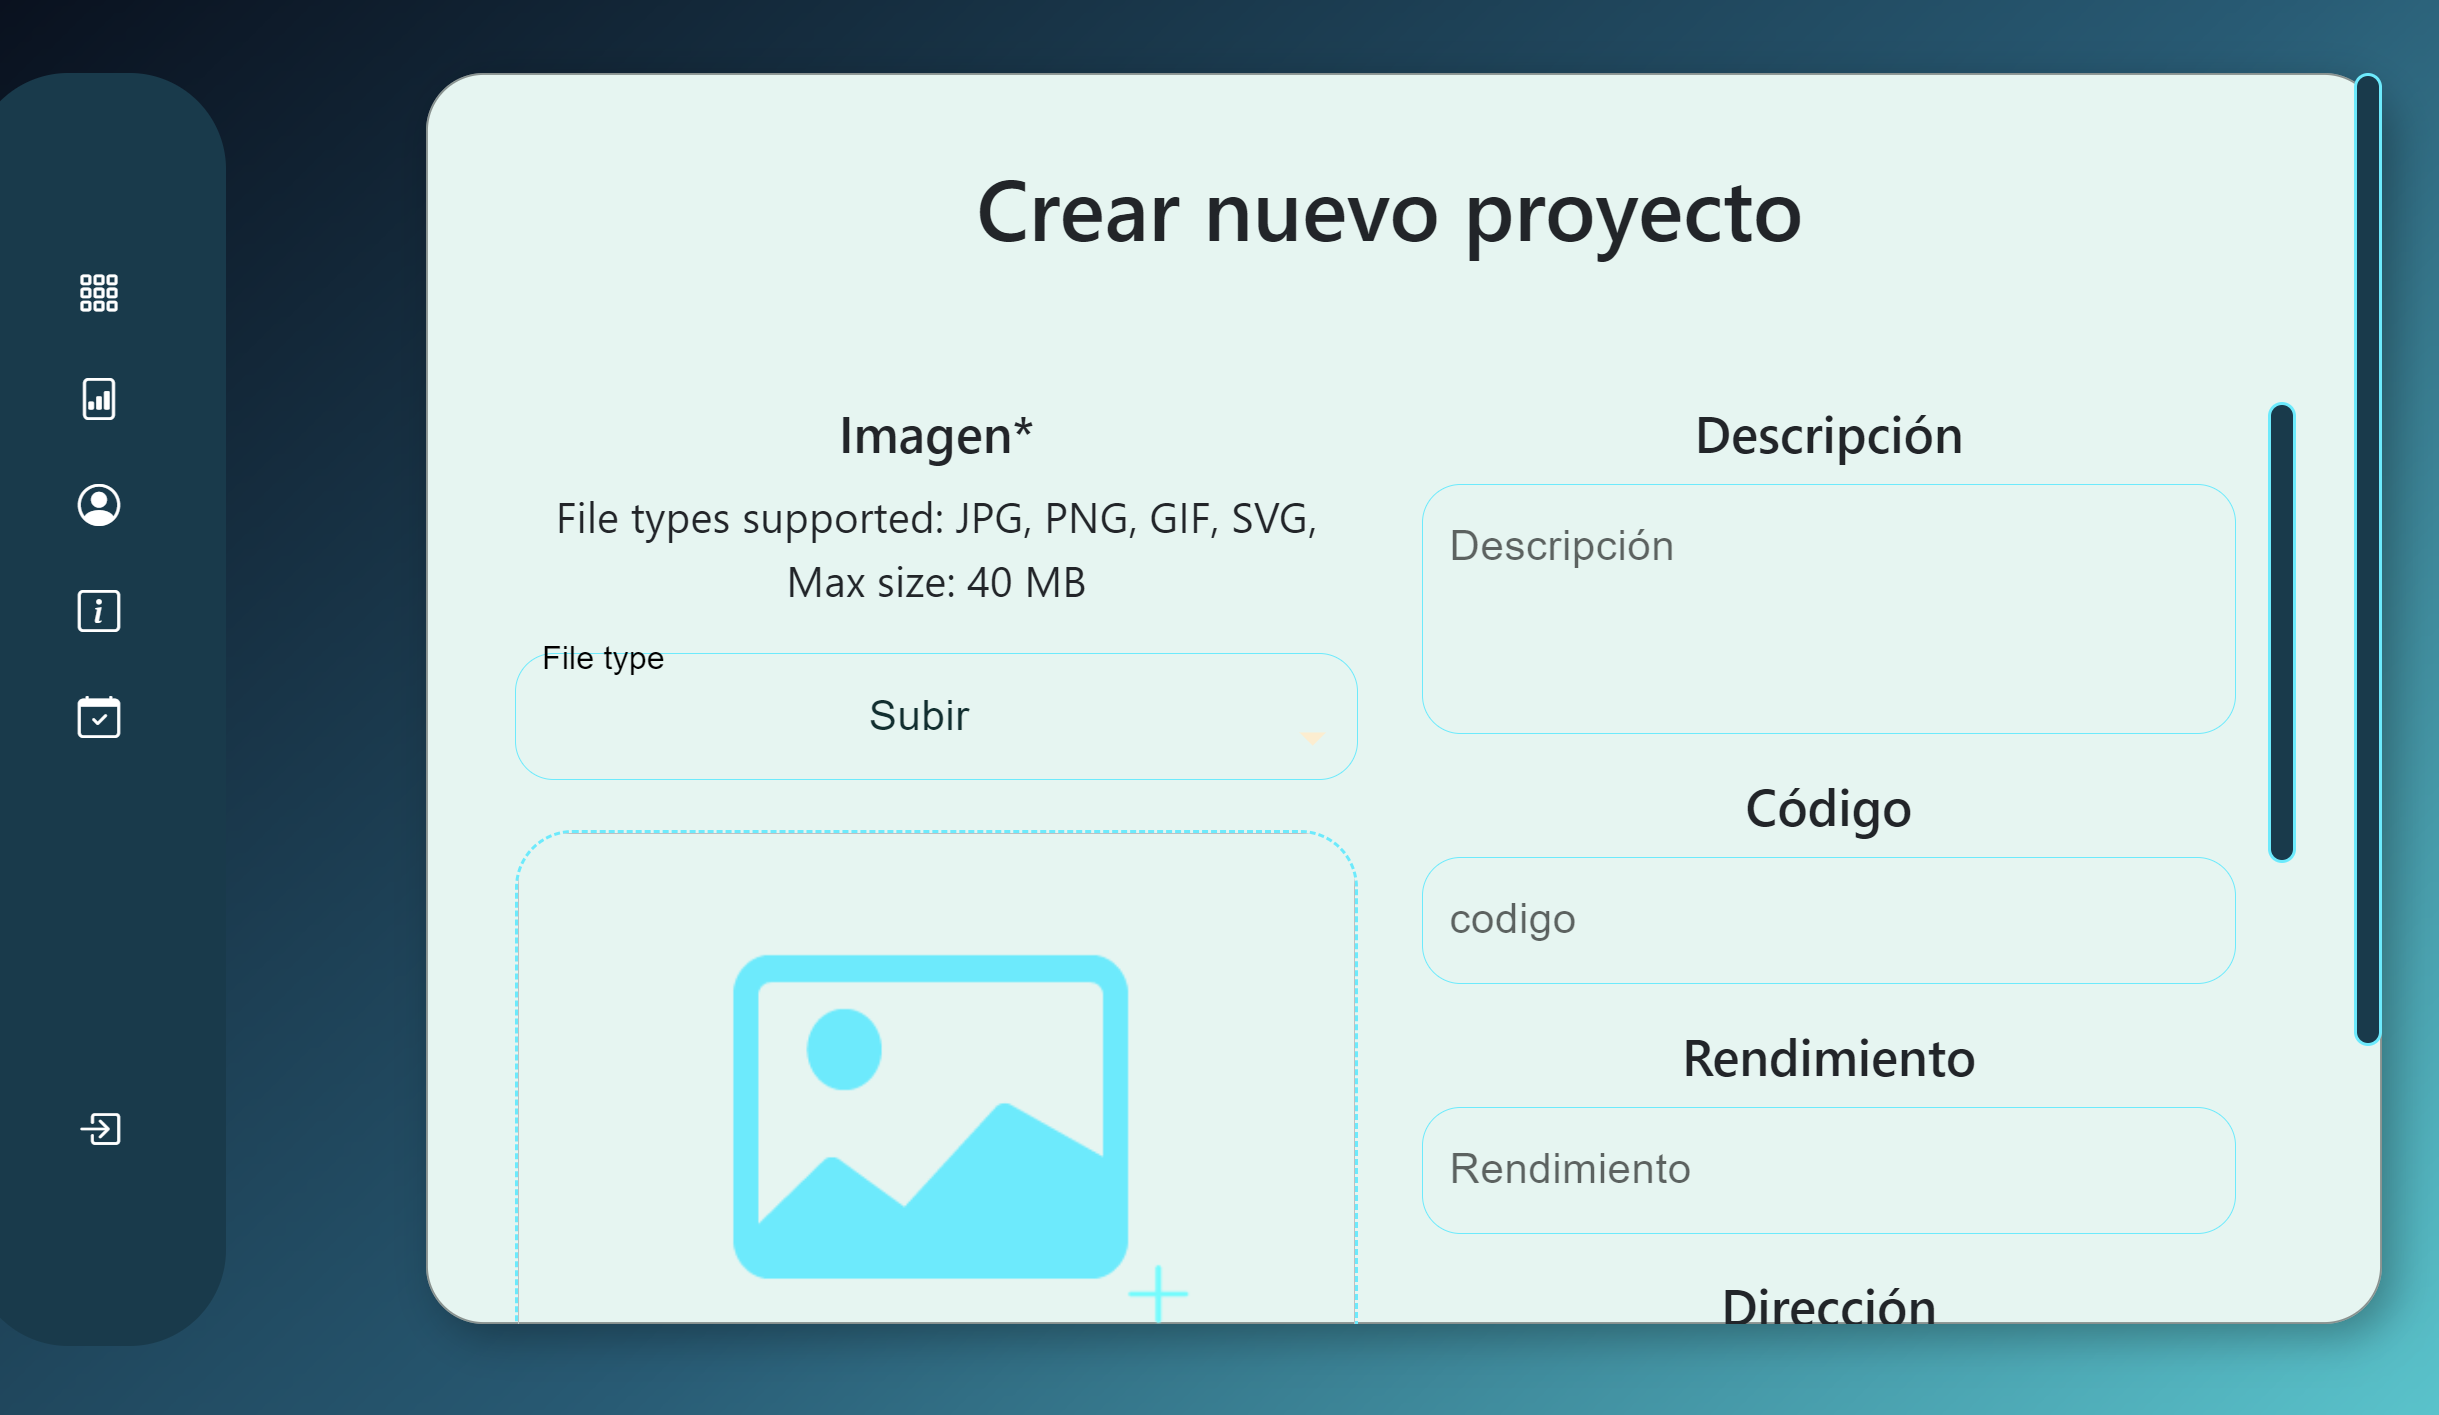 Crear nuevo proyecto
Imagen*
File types supported: JPG, PNG, GIF, SVG,
Max size: 40 MB
File type
Subir
Descripción
Descripción
Código
codigo
Rendimiento
Rendimiento
Dirección